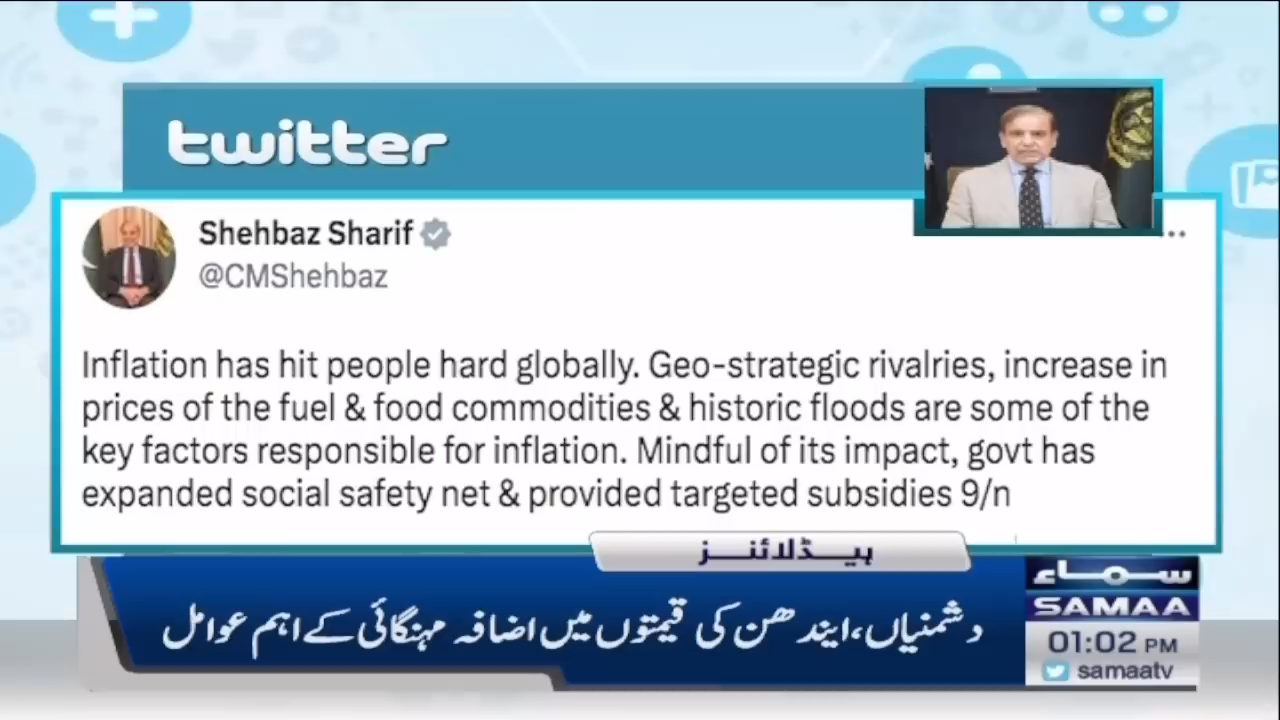 twitter
Shehbaz Sharif
@CMShehbaz
Inflation has hit people hard globally. Geo-strategic rivalries, increase in
prices of the fuel & food commodities & historic floods are some of the
key factors responsible for inflation. Mindful of its impact, govt has
expanded social safety net & provided targeted subsidies 9/n
ہیڈلائنز
دشمنیاں،ایندھن کی قیمتوں میں اضافہ مہنگائی کے اہم عوامل
سماء
SAMAA
01:02 PM
samaatv